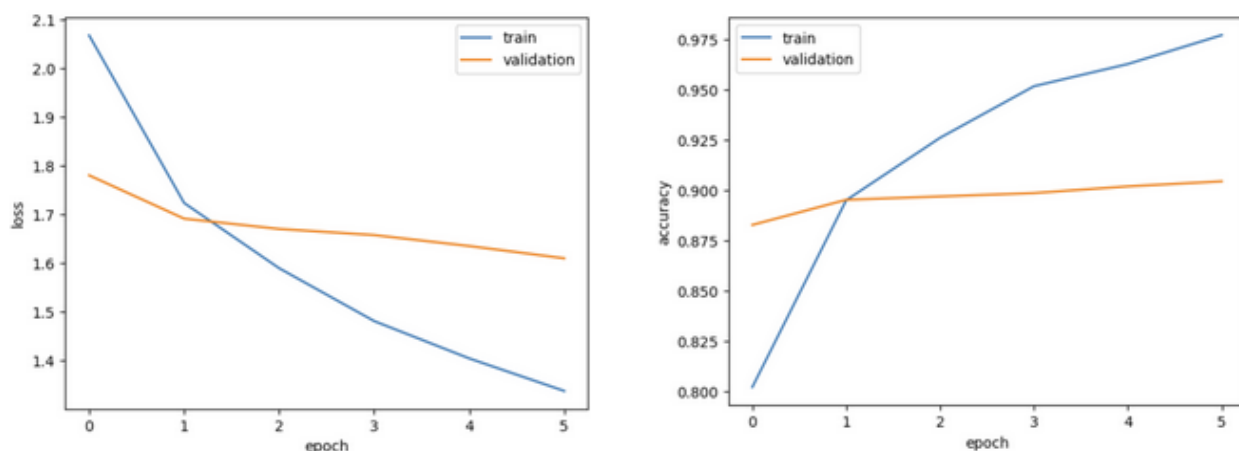 2.1
2.0
1.9
1.8
1.7
1.6
1.5
1.4
loss
train
validation
0 1 2 3 4 5
epoch
0.975
0.950
0.925
0.900
0.875
0.850
0.825
0.800
accuracy
train
validation
0 1 2 3 4 5
epoch